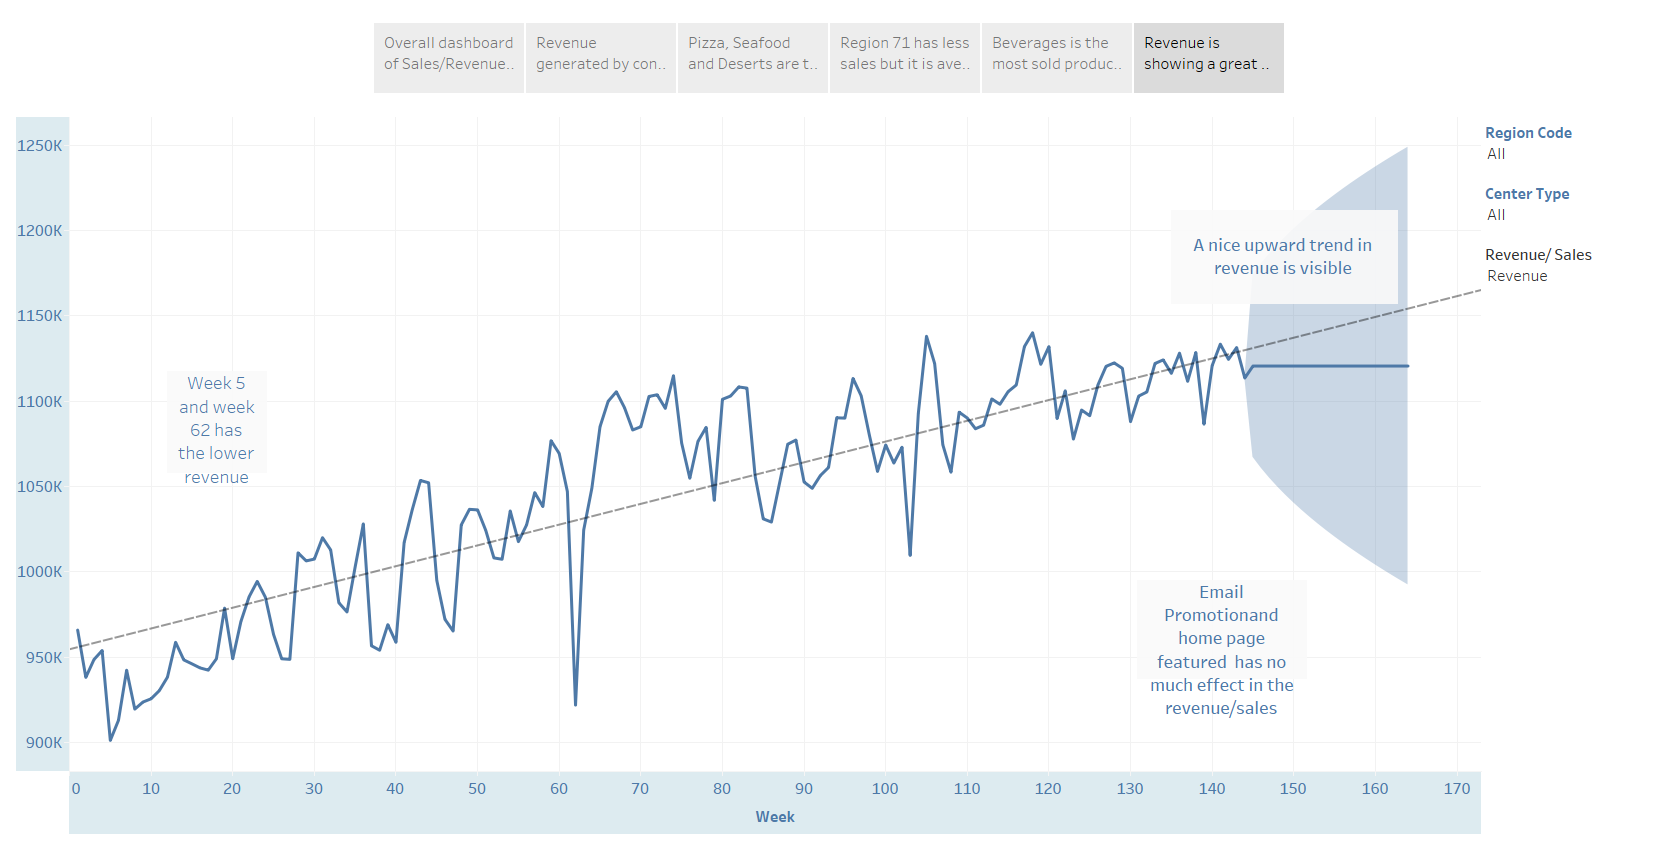 Overall dashboard
of Sales/Revenue..
Revenue
generated by con..
Pizza, Seafood
and Deserts are t..
Region 71 has less
sales but it is ave..
Beverages is the
most sold produc..
Revenue is
showing a great ..
1250K
1200K
1150K
1100K
1050K
1000K
950K
900K
Week 5
and week
62 has
the lower
revenue
A nice upward trend in
revenue is visible
Email
Promotionand
home page
featured  has no
much effect in the
revenue/sales
0 10 20 30 40 50 60 70 80 90 100 110 120 130 140 150 160 170
Week
Region Code
All
Center Type
All
Revenue/ Sales
Revenue